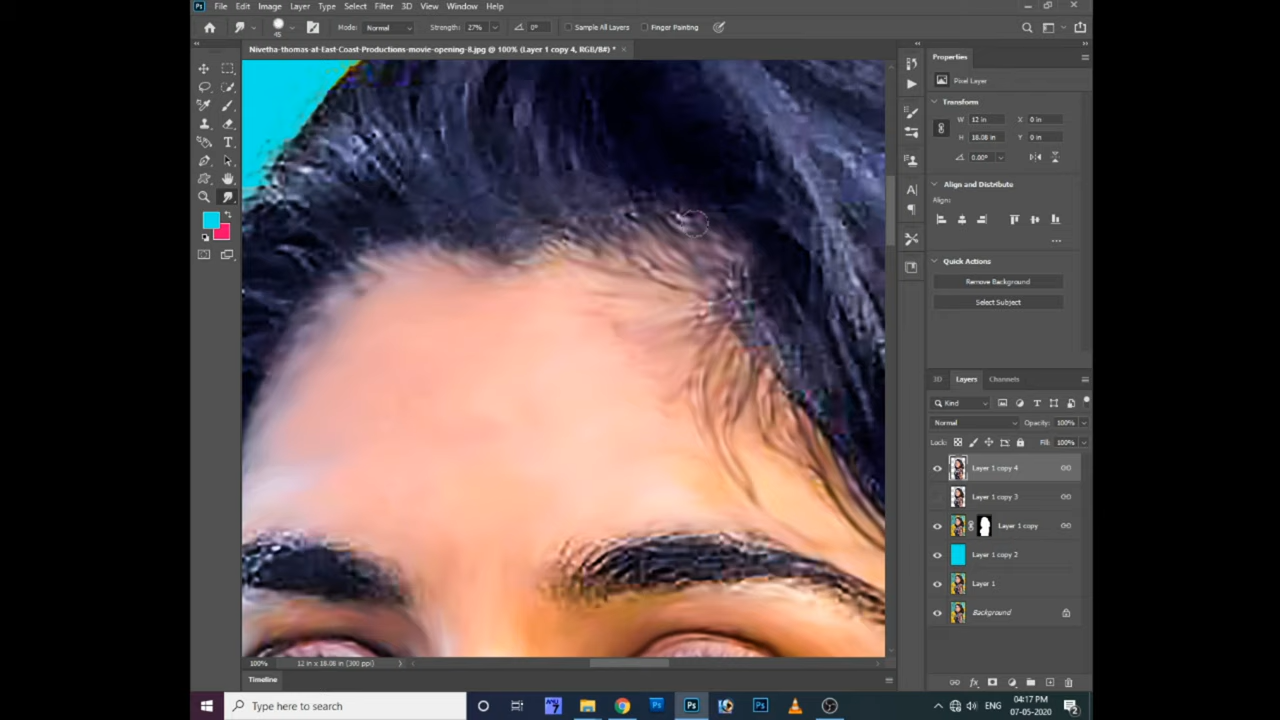 Ps File Edit Image Layer Type Select Filter 3D View Window Help
45 Mode: Normal Strength: 27% 0° Sample All Layers Finger Painting
Nivetha-thomas-at-East-Coast-Productions-movie-opening-8.jpg @ 100% (Layer 1 copy 4, RGB/8#) *
Properties
Pixel Layer
Transform
W 12 in X 0 in
H 18.08 in Y 0 in
0.00°
Align and Distribute
Align:
Quick Actions
Remove Background
Select Subject
3D Layers Channels
Kind
Normal Opacity: 100%
Lock: Fill: 100%
Layer 1 copy 4
Layer 1 copy 3
Layer 1 copy
Layer 1 copy 2
Layer 1
Background
100% 12 in x 18.08 in (300 ppi)
Timeline
Type here to search
ENG
04:17 PM
07-05-2020
2